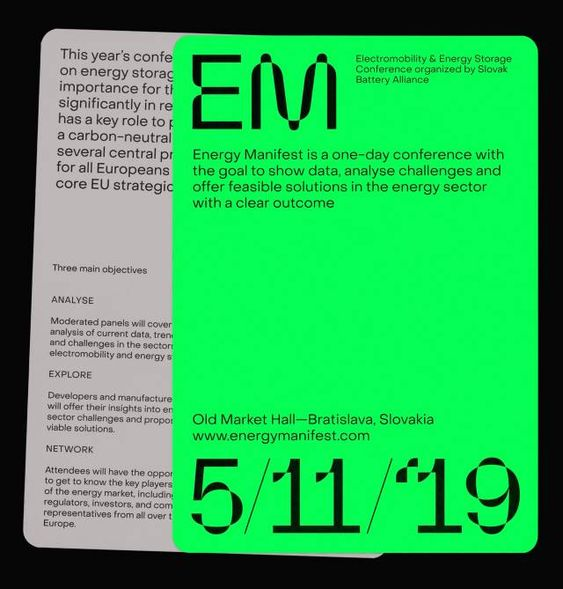 This year's confe
on energy storag
importance for th
significantly in re
has a key role to p
a carbon-neutral
several central pr
for all Europeans
core EU strategic
Three main objectives
ANALYSE
Moderated panels will cover
analysis of current data, tren
and challenges in the sectors
electromobility and energy s
EXPLORE
Developers and manufacture
will offer their insights into en
sector challenges and propo
viable solutions.
NETWORK
Attendees will have the oppor
to get to know the key players
of the energy market, including
regulators, investors, and com
representatives from all over t
Europe.
EM
Electromobility & Energy Storage
Conference organized by Slovak
Battery Alliance
Energy Manifest is a one-day conference with
the goal to show data, analyse challenges and
offer feasible solutions in the energy sector
with a clear outcome
Old Market Hall—Bratislava, Slovakia
www.energymanifest.com
5/11/'19